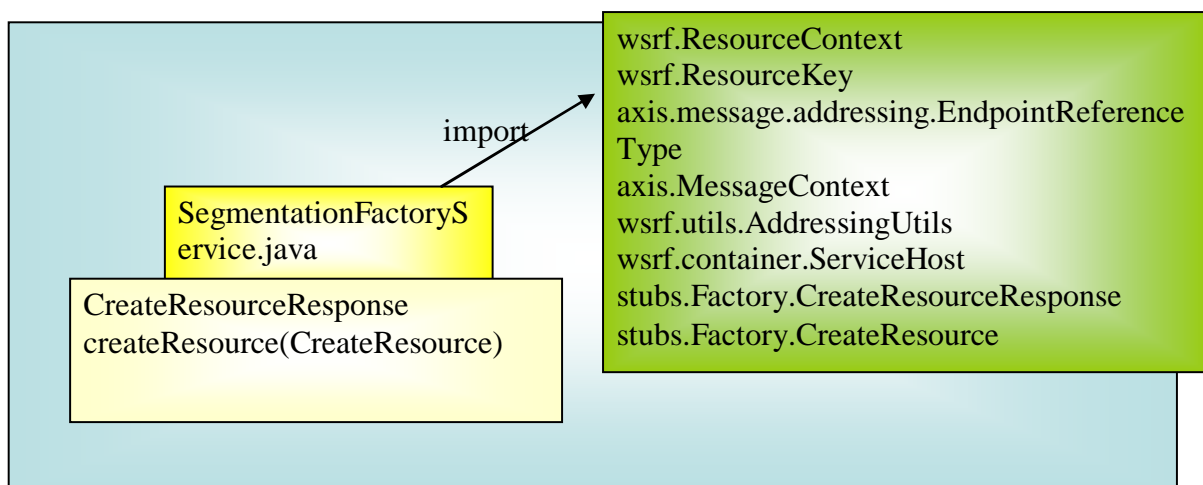 wsrf.ResourceContext
wsrf.ResourceKey
axis.message.addressing.EndpointReference
Type
axis.MessageContext
wsrf.utils.AddressingUtils
wsrf.container.ServiceHost
stubs.Factory.CreateResourceResponse
stubs.Factory.CreateResource
import
SegmentationFactoryS
ervice.java
CreateResourceResponse
createResource(CreateResource)